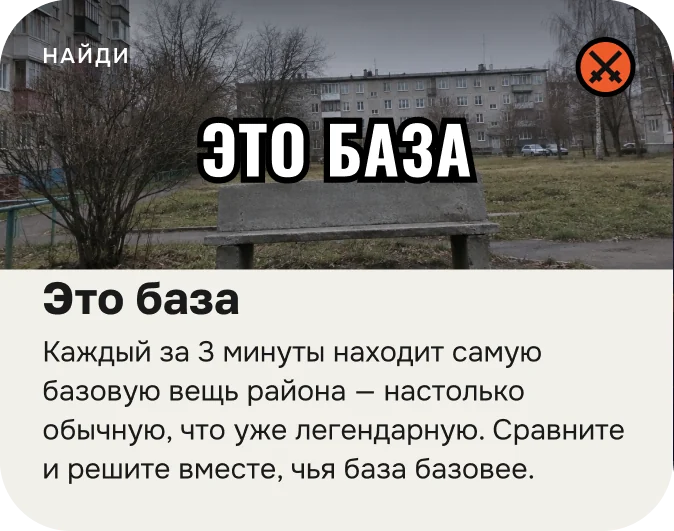 НАЙДИ
ЭТО БАЗА
Это база
Каждый за 3 минуты находит самую
базовую вещь района — настолько
обычную, что уже легендарную. Сравните
и решите вместе, чья база базовее.